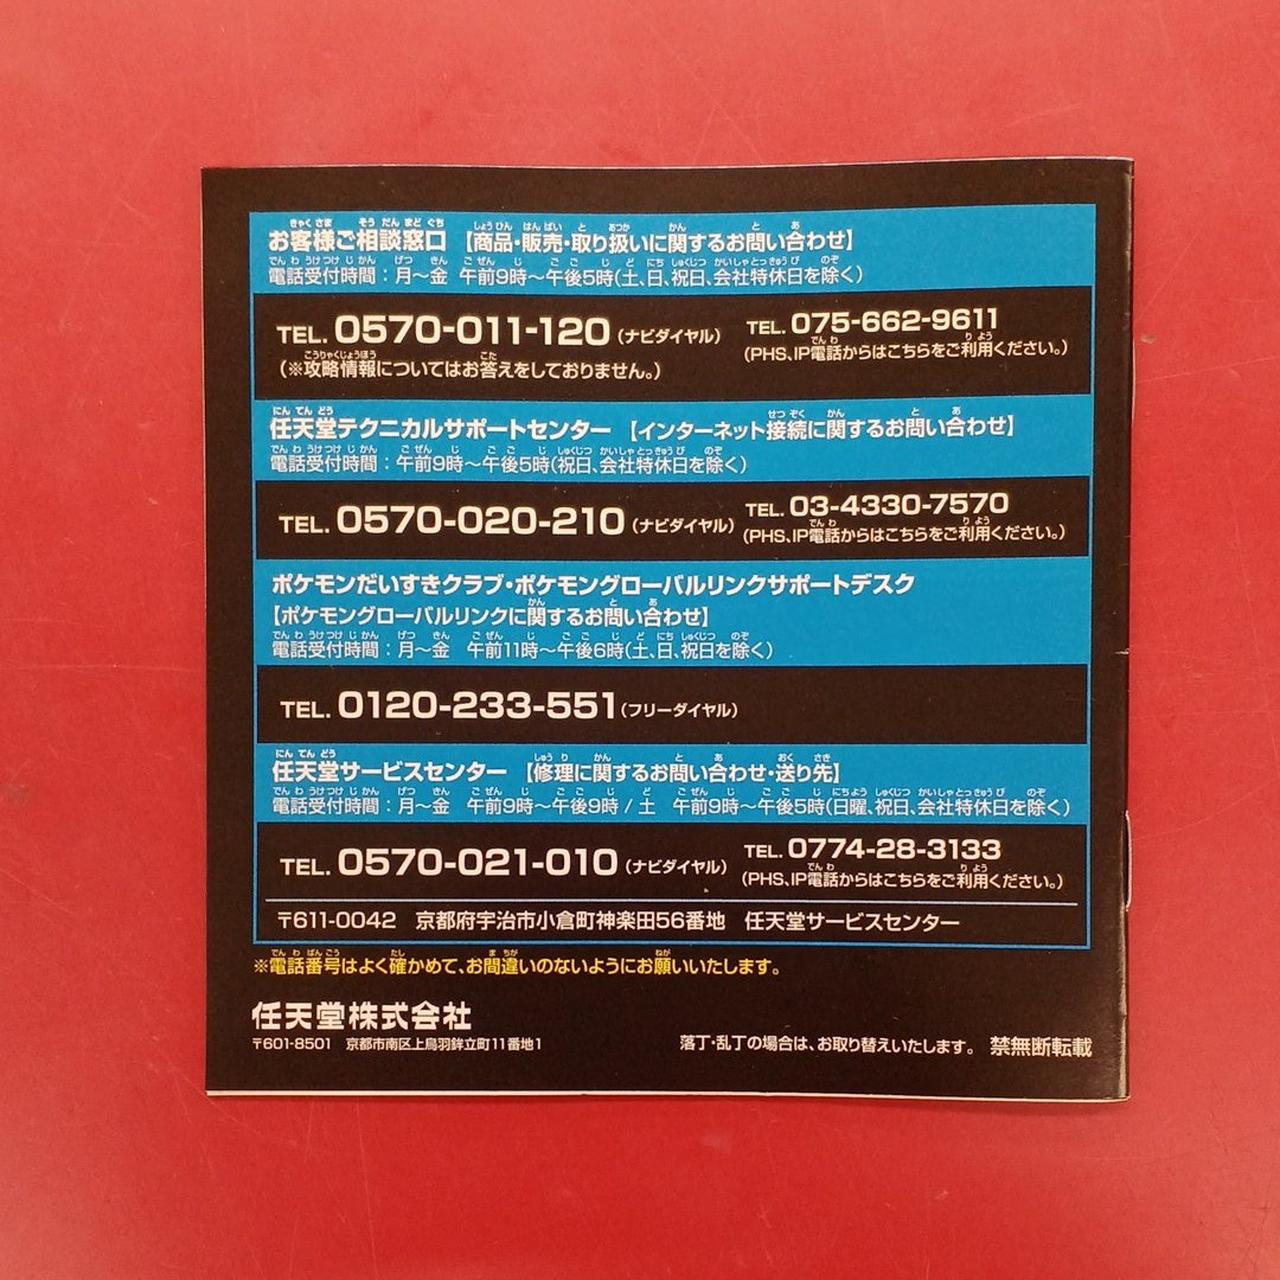 お客様ご相談窓口 【商品・販売・取り扱いに関するお問い合わせ】
電話受付時間：月～金 午前9時～午後5時(土、日、祝日、会社特休日を除く)
TEL. 0570-011-120 (ナビダイヤル) TEL. 075-662-9611
(※攻略情報についてはお答えをしておりません。) (PHS、IP電話からはこちらをご利用ください。)
任天堂テクニカルサポートセンター 【インターネット接続に関するお問い合わせ】
電話受付時間：午前9時～午後5時(祝日、会社特休日を除く)
TEL. 0570-020-210 (ナビダイヤル) TEL. 03-4330-7570
(PHS、IP電話からはこちらをご利用ください。)
ポケモンだいすきクラブ・ポケモングローバルリンクサポートデスク
【ポケモングローバルリンクに関するお問い合わせ】
電話受付時間：月～金 午前11時～午後6時(土、日、祝日を除く)
TEL. 0120-233-551 (フリーダイヤル)
任天堂サービスセンター 【修理に関するお問い合わせ・送り先】
電話受付時間：月～金 午前9時～午後9時 / 土 午前9時～午後5時(日曜、祝日、会社特休日を除く)
TEL. 0570-021-010 (ナビダイヤル) TEL. 0774-28-3133
(PHS、IP電話からはこちらをご利用ください。)
〒611-0042 京都府宇治市小倉町神楽田56番地 任天堂サービスセンター
※電話番号はよく確かめて、お間違いのないようにお願いいたします。
任天堂株式会社
〒601-8501 京都市南区上鳥羽鉾立町11番地1 落丁・乱丁の場合は、お取り替えいたします。 禁無断転載